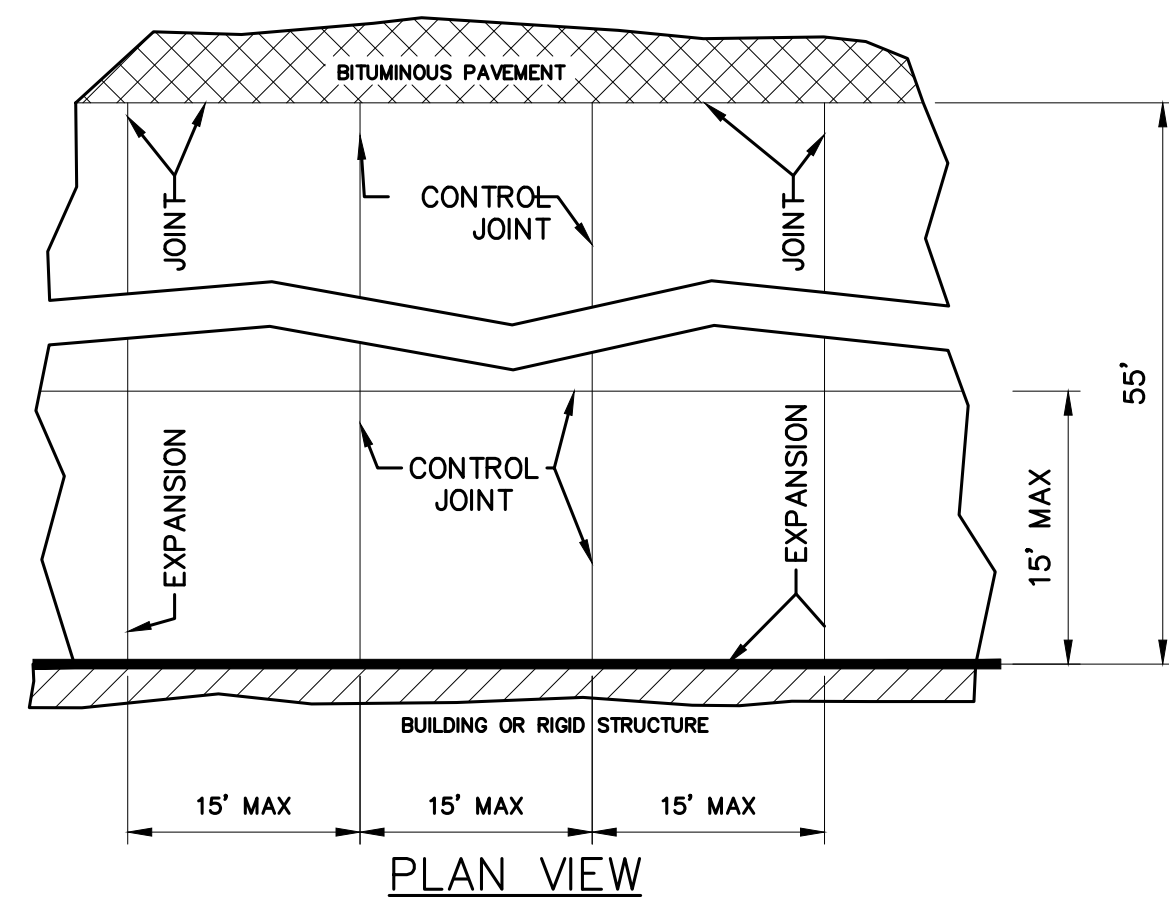 BITUMINOUS PAVEMENT
JOINT
CONTROL
JOINT
JOINT
55'
EXPANSION
CONTROL
JOINT
EXPANSION
15' MAX
BUILDING OR RIGID STRUCTURE
15' MAX
15' MAX
15' MAX
PLAN VIEW